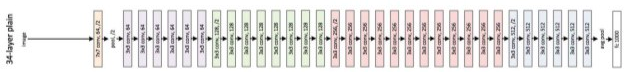 34-layer plain
image
7x7 conv, 64, /2
pool, /2
3x3 conv, 64
3x3 conv, 64
3x3 conv, 64
3x3 conv, 64
3x3 conv, 64
3x3 conv, 64
3x3 conv, 128, /2
3x3 conv, 128
3x3 conv, 128
3x3 conv, 128
3x3 conv, 128
3x3 conv, 128
3x3 conv, 128
3x3 conv, 128
3x3 conv, 256, /2
3x3 conv, 256
3x3 conv, 256
3x3 conv, 256
3x3 conv, 256
3x3 conv, 256
3x3 conv, 256
3x3 conv, 256
3x3 conv, 256
3x3 conv, 256
3x3 conv, 256
3x3 conv, 256
3x3 conv, 512, /2
3x3 conv, 512
3x3 conv, 512
3x3 conv, 512
3x3 conv, 512
3x3 conv, 512
avg pool
fc 1000